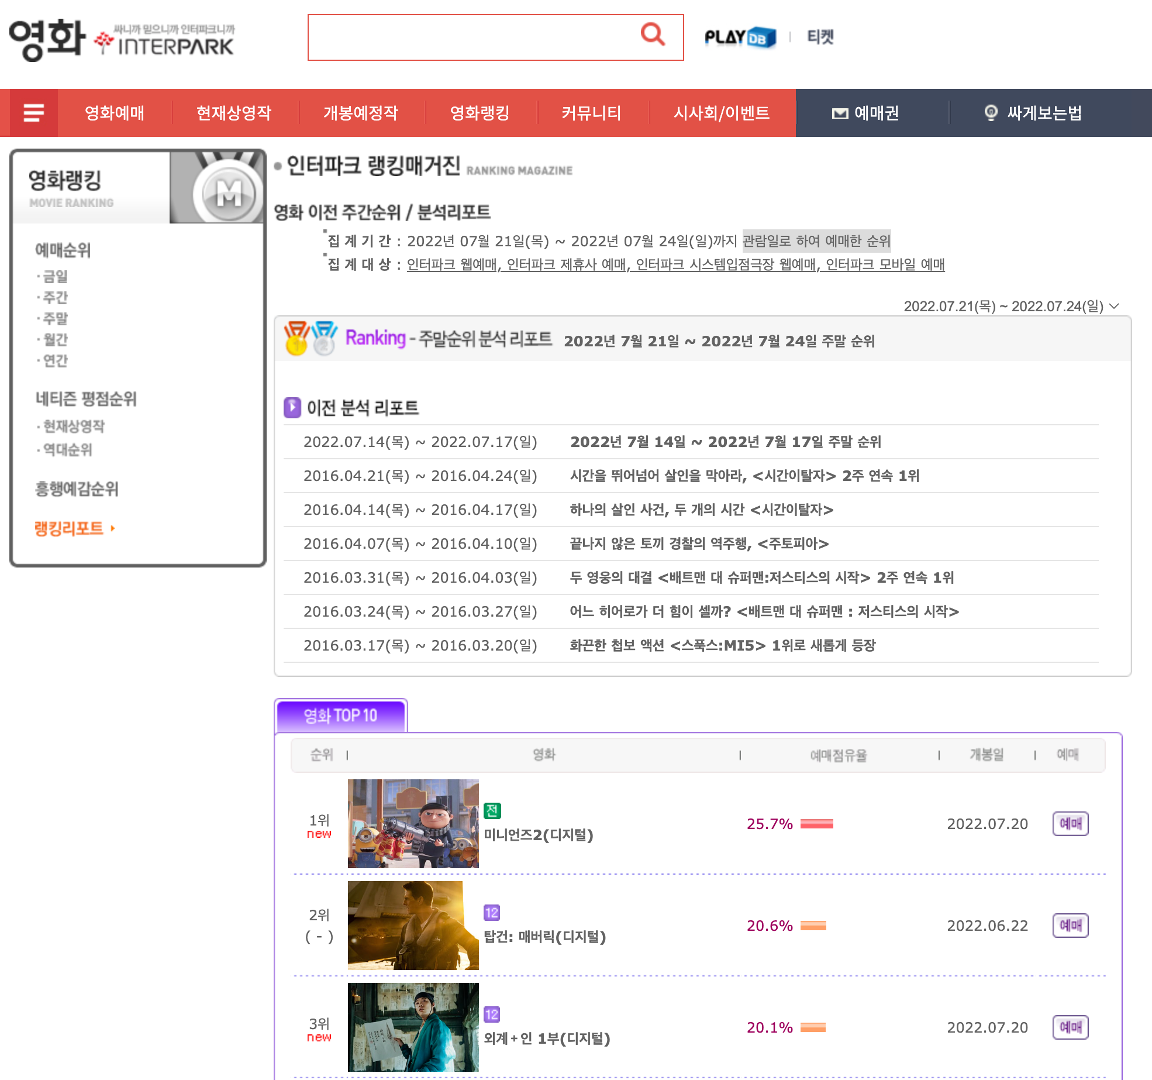 영화 싸니까 믿으니까 인터파크니까
INTERPARK
PLAY DB
티켓
영화예매 현재상영작 개봉예정작 영화랭킹 커뮤니티 시사회/이벤트 예매권 싸게보는법
영화랭킹
MOVIE RANKING
M
예매순위
· 금일
· 주간
· 주말
· 월간
· 연간
네티즌 평점순위
· 현재상영작
· 역대순위
흥행예감순위
랭킹리포트
인터파크 랭킹매거진 RANKING MAGAZINE
영화 이전 주간순위 / 분석리포트
집 계 기 간 : 2022년 07월 21일(목) ~ 2022년 07월 24일(일)까지 관람일로 하여 예매한 순위
집 계 대 상 : 인터파크 웹예매, 인터파크 제휴사 예매, 인터파크 시스템입점극장 웹예매, 인터파크 모바일 예매
2022.07.21(목) ~ 2022.07.24(일)
1 2 Ranking - 주말순위 분석 리포트 2022년 7월 21일 ~ 2022년 7월 24일 주말 순위
이전 분석 리포트
2022.07.14(목) ~ 2022.07.17(일) 2022년 7월 14일 ~ 2022년 7월 17일 주말 순위
2016.04.21(목) ~ 2016.04.24(일) 시간을 뛰어넘어 살인을 막아라, <시간이탈자> 2주 연속 1위
2016.04.14(목) ~ 2016.04.17(일) 하나의 살인 사건, 두 개의 시간 <시간이탈자>
2016.04.07(목) ~ 2016.04.10(일) 끝나지 않은 토끼 경찰의 역주행, <주토피아>
2016.03.31(목) ~ 2016.04.03(일) 두 영웅의 대결 <배트맨 대 슈퍼맨:저스티스의 시작> 2주 연속 1위
2016.03.24(목) ~ 2016.03.27(일) 어느 히어로가 더 힘이 셀까? <배트맨 대 슈퍼맨 : 저스티스의 시작>
2016.03.17(목) ~ 2016.03.20(일) 화끈한 첩보 액션 <스푹스:MI5> 1위로 새롭게 등장
영화 TOP 10
순위 영화 예매점유율 개봉일 예매
1위
new
전
미니언즈2(디지털)
25.7%
2022.07.20
예매
2위
( - )
12
탑건: 매버릭(디지털)
20.6%
2022.06.22
예매
3위
new
12
외계+인 1부(디지털)
20.1%
2022.07.20
예매